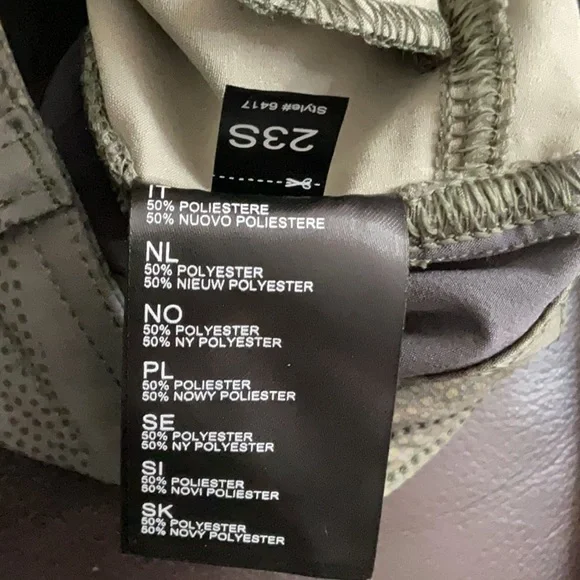 Style# 6417
23S
IT
50% POLIESTERE
50% NUOVO POLIESTERE
NL
50% POLYESTER
50% NIEUW POLYESTER
NO
50% POLYESTER
50% NY POLYESTER
PL
50% POLIESTER
50% NOWY POLIESTER
SE
50% POLYESTER
50% NY POLYESTER
SI
50% POLIESTER
50% NOVI POLIESTER
SK
50% POLYESTER
50% NOVÝ POLYESTER